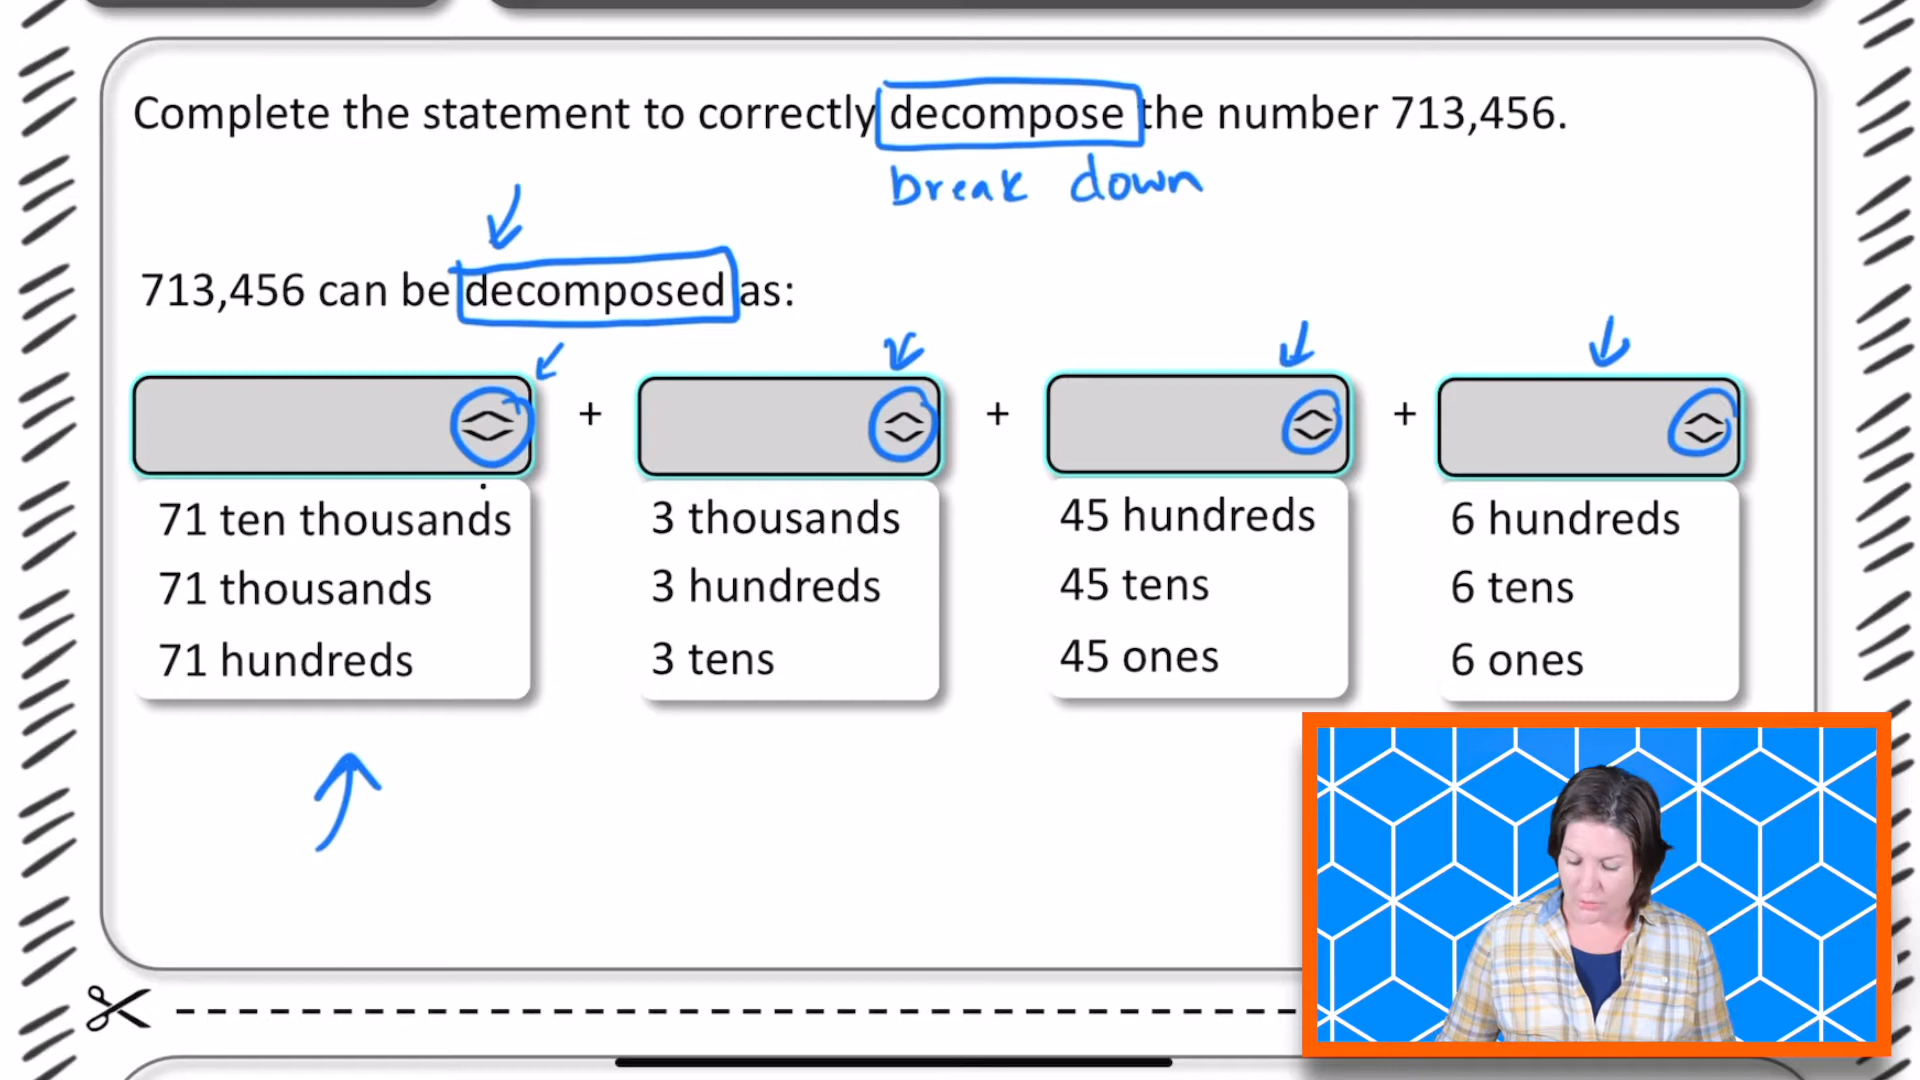 Complete the statement to correctly decompose the number 713,456.
break down
713,456 can be decomposed as:
+ + +
71 ten thousands 3 thousands 45 hundreds 6 hundreds
71 thousands 3 hundreds 45 tens 6 tens
71 hundreds 3 tens 45 ones 6 ones